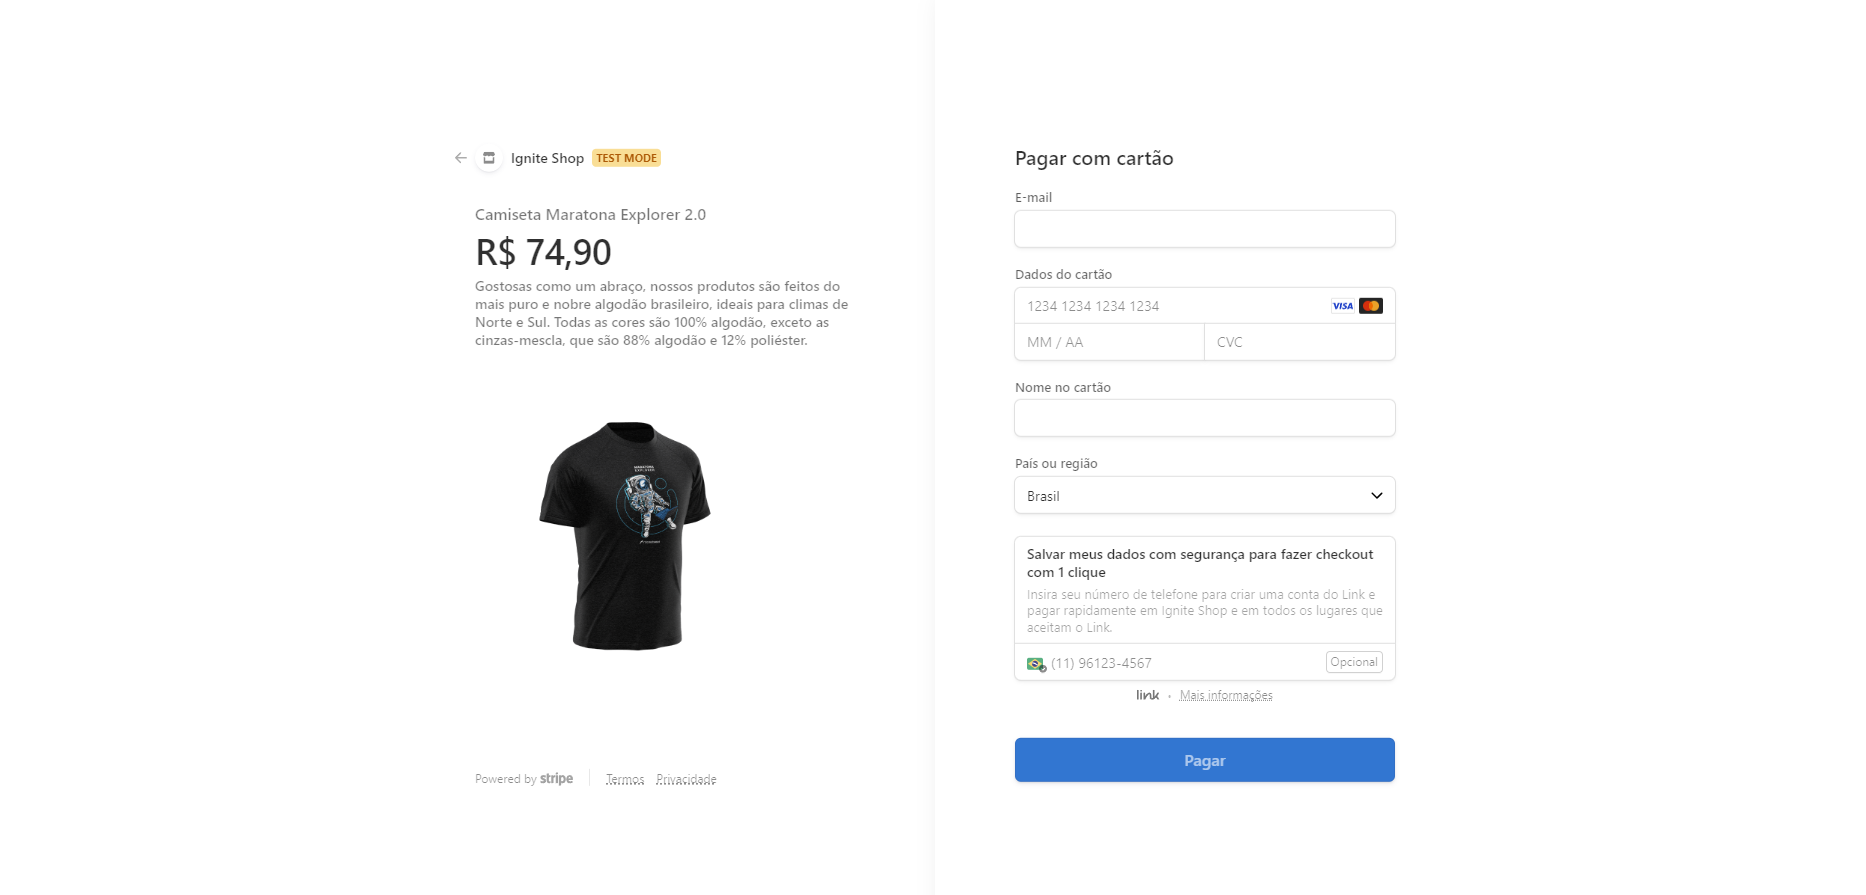 Ignite Shop TEST MODE
Camiseta Maratona Explorer 2.0
R$ 74,90
Gostosas como um abraço, nossos produtos são feitos do
mais puro e nobre algodão brasileiro, ideais para climas de
Norte e Sul. Todas as cores são 100% algodão, exceto as
cinzas-mescla, que são 88% algodão e 12% poliéster.
MARATONA
EXPLORER
Powered by stripe
Termos Privacidade
Pagar com cartão
E-mail
Dados do cartão
1234 1234 1234 1234 VISA
MM / AA CVC
Nome no cartão
País ou região
Brasil
Salvar meus dados com segurança para fazer checkout
com 1 clique
Insira seu número de telefone para criar uma conta do Link e
pagar rapidamente em Ignite Shop e em todos os lugares que
aceitam o Link.
(11) 96123-4567 Opcional
link • Mais informações
Pagar